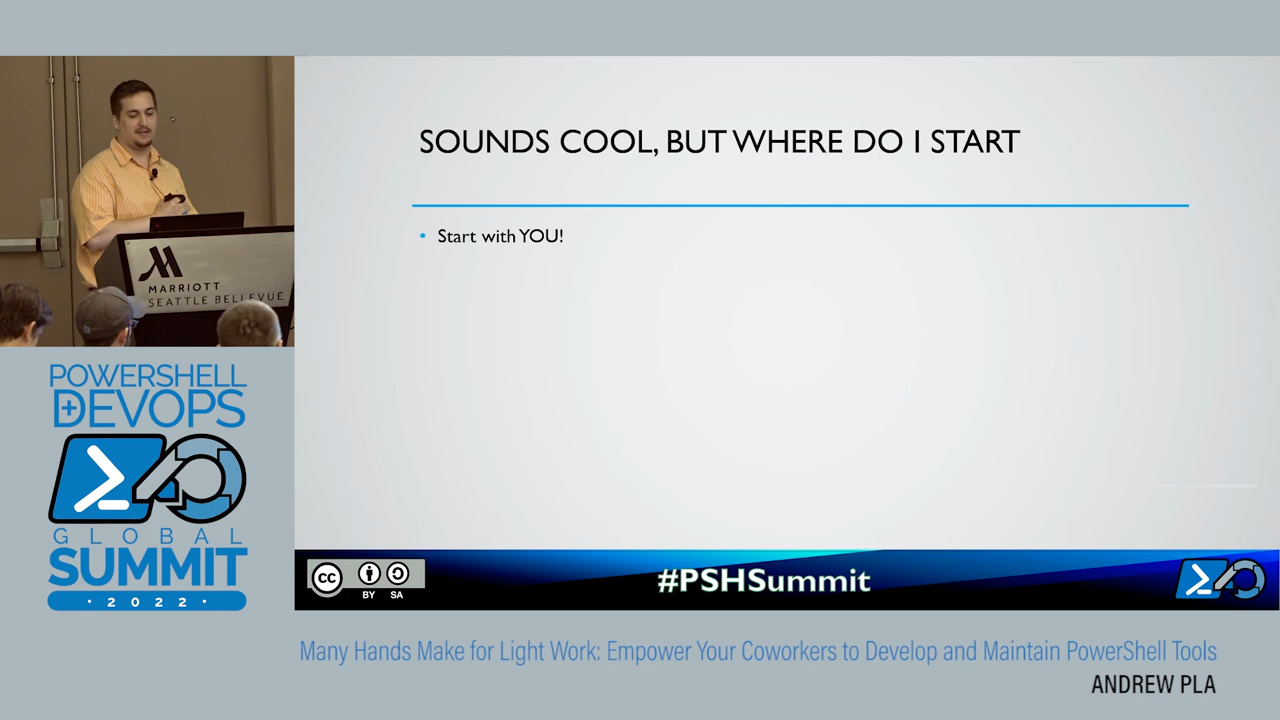 SOUNDS COOL, BUT WHERE DO I START
• Start with YOU!
MARRIOTT
SEATTLE BELLEVUE
POWERSHELL
+DEVOPS
GLOBAL
SUMMIT
· 2022 ·
CC
BY SA
#PSHSummit
Many Hands Make for Light Work: Empower Your Coworkers to Develop and Maintain PowerShell Tools
ANDREW PLA